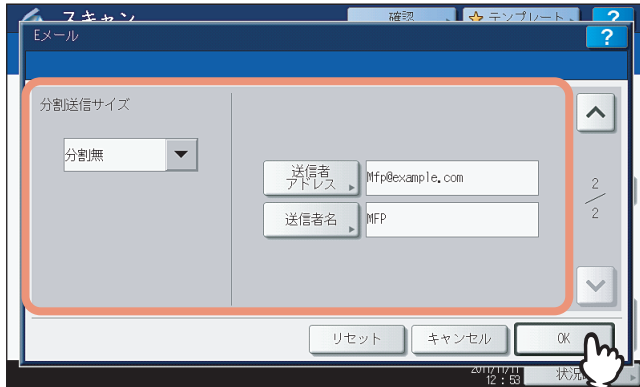 スキャン
確認
テンプレート
?
Eメール
?
分割送信サイズ
分割無
送信者
アドレス
Mfp@example.com
送信者名
MFP
2
2
リセット
キャンセル
OK
2011/11/11
12:53
状況